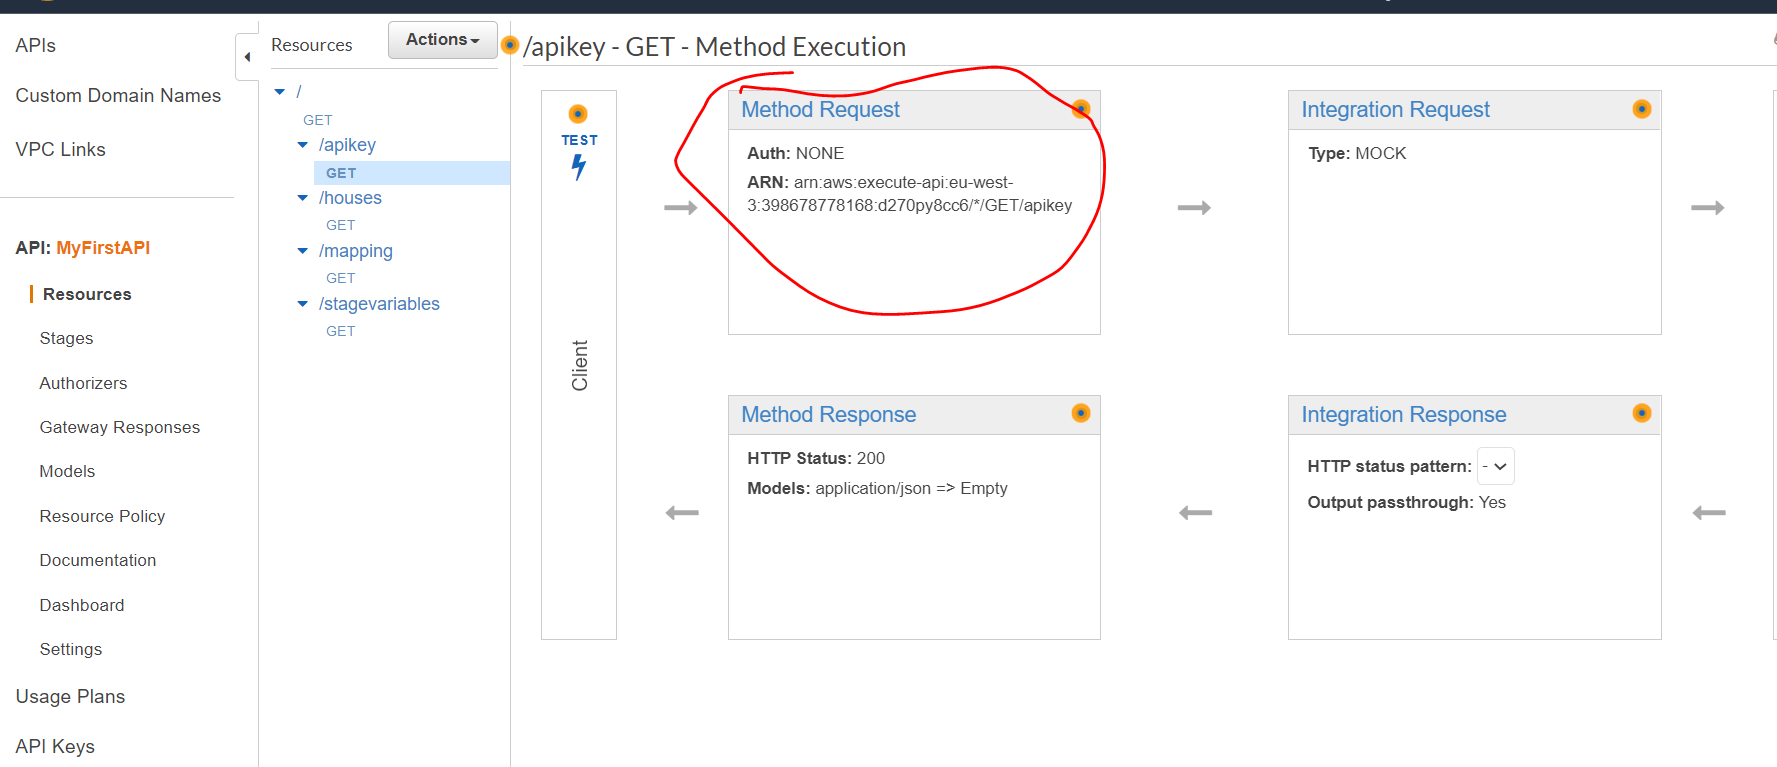 APIs
Custom Domain Names
VPC Links
API: MyFirstAPI
Resources
Stages
Authorizers
Gateway Responses
Models
Resource Policy
Documentation
Dashboard
Settings
Usage Plans
API Keys
Resources
Actions
/
GET
/apikey
GET
/houses
GET
/mapping
GET
/stagevariables
GET
/apikey - GET - Method Execution
TEST
Client
Method Request
Auth: NONE
ARN: arn:aws:execute-api:eu-west-
3:398678778168:d270py8cc6/*/GET/apikey
Integration Request
Type: MOCK
Method Response
HTTP Status: 200
Models: application/json => Empty
Integration Response
HTTP status pattern: -
Output passthrough: Yes